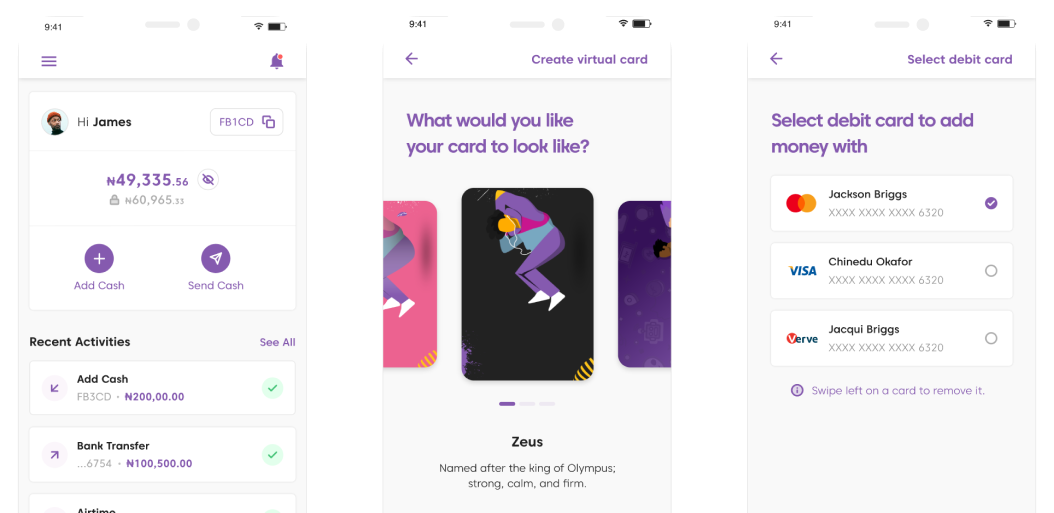 9:41
Hi James
FB1CD
₦49,335.56
₦60,965.33
Add Cash
Send Cash
Recent Activities
See All
Add Cash
FB3CD • ₦200,00.00
Bank Transfer
...6754 • ₦100,500.00
Airtime
9:41
Create virtual card
What would you like
your card to look like?
Zeus
Named after the king of Olympus;
strong, calm, and firm.
9:41
Select debit card
Select debit card to add
money with
Jackson Briggs
XXXX XXXX XXXX 6320
VISA
Chinedu Okafor
XXXX XXXX XXXX 6320
Verve
Jacqui Briggs
XXXX XXXX XXXX 6320
Swipe left on a card to remove it.